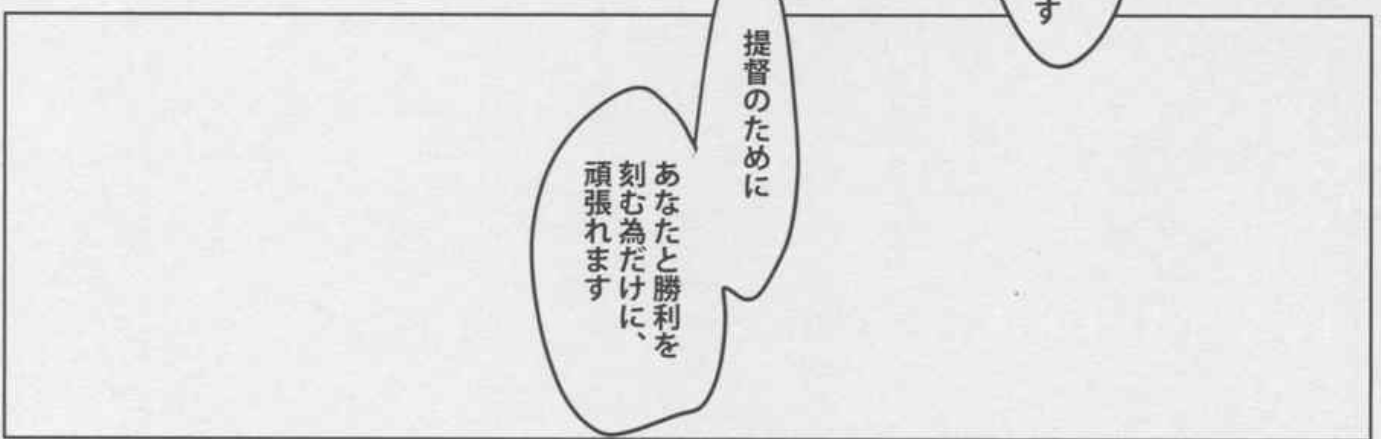 す
提督のために
あなたと勝利を
刻む為だけに、
頑張れます